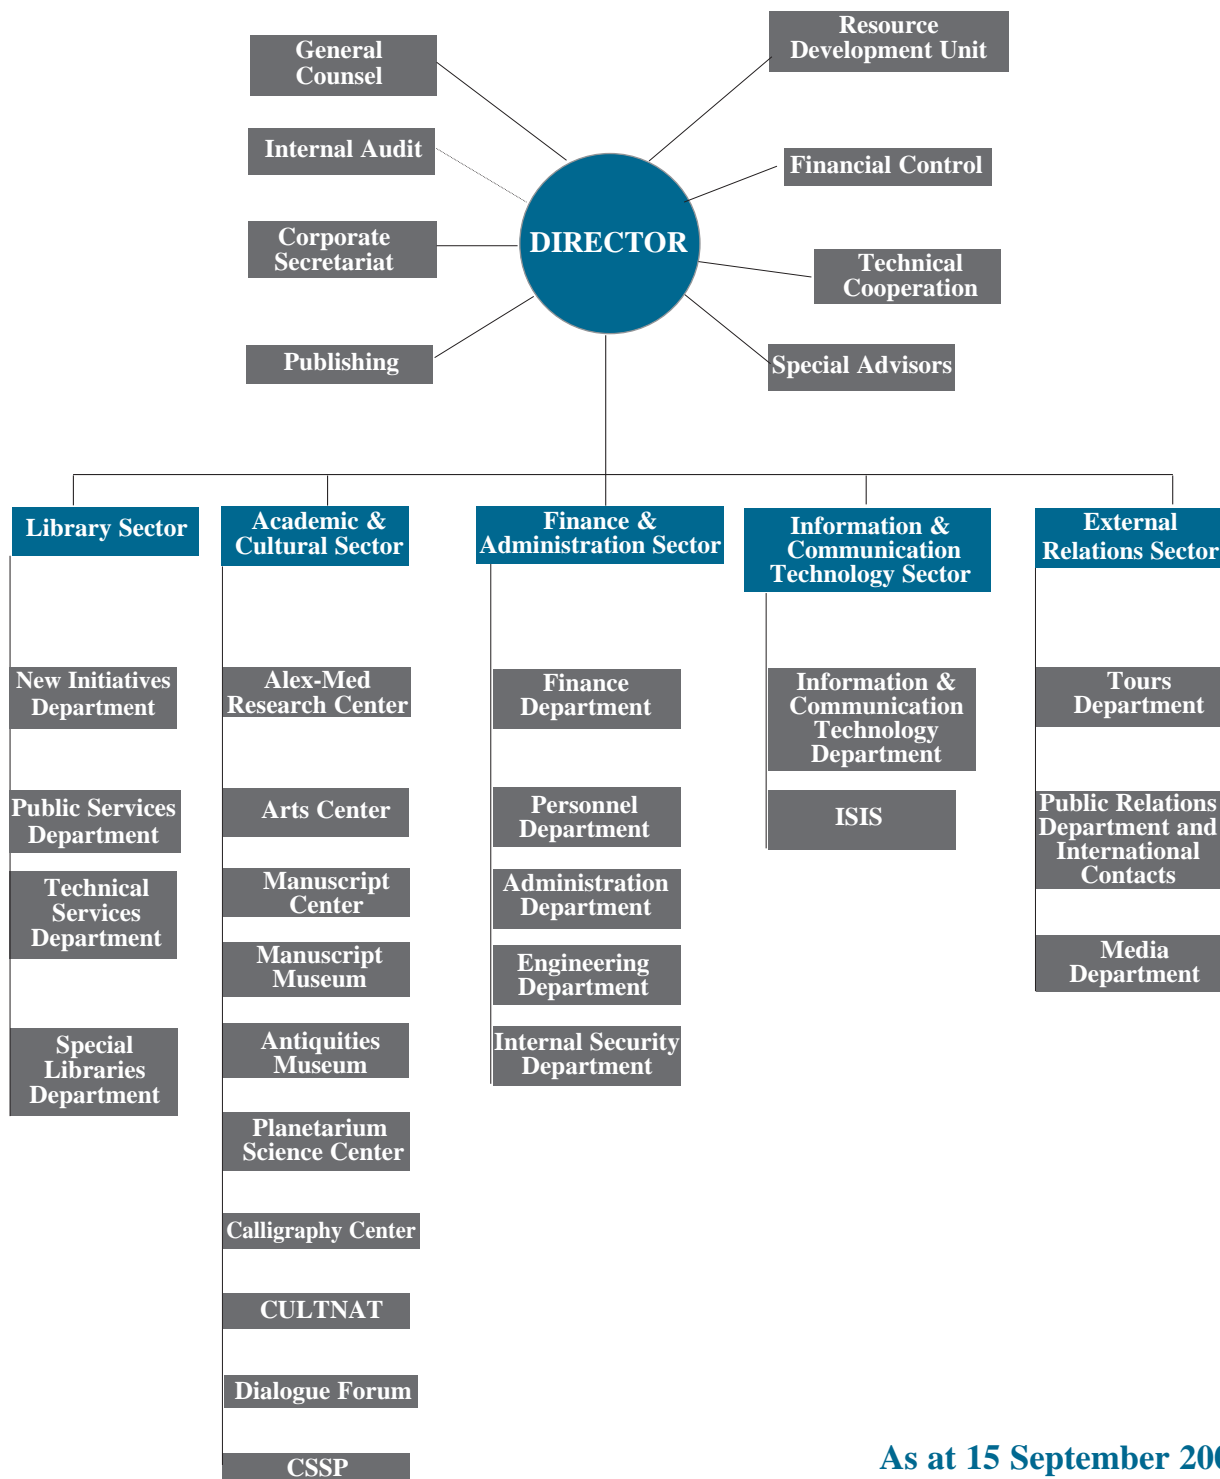 General
Counsel
Resource
Development Unit
Internal Audit
Financial Control
Corporate
Secretariat
DIRECTOR
Technical
Cooperation
Publishing
Special Advisors
Library Sector
New Initiatives
Department
Public Services
Department
Technical
Services
Department
Special
Libraries
Department
Academic &
Cultural Sector
Alex-Med
Research Center
Arts Center
Manuscript
Center
Manuscript
Museum
Antiquities
Museum
Planetarium
Science Center
Calligraphy Center
CULTNAT
Dialogue Forum
CSSP
Finance &
Administration Sector
Finance
Department
Personnel
Department
Administration
Department
Engineering
Department
Internal Security
Department
Information &
Communication
Technology Sector
Information &
Communication
Technology
Department
ISIS
External
Relations Sector
Tours
Department
Public Relations
Department and
International
Contacts
Media
Department
As at 15 September